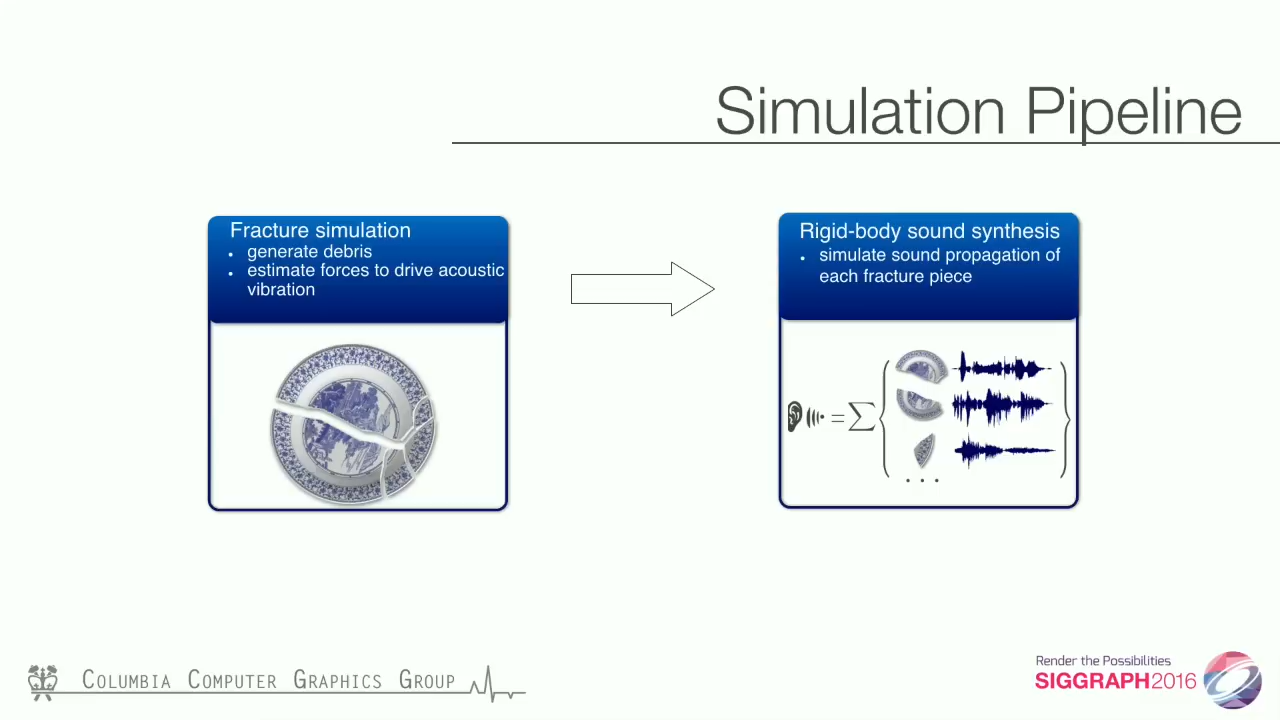 Simulation Pipeline
Fracture simulation
• generate debris
• estimate forces to drive acoustic
vibration
Rigid-body sound synthesis
• simulate sound propagation of
each fracture piece
= ∑ { . . . }
COLUMBIA COMPUTER GRAPHICS GROUP
Render the Possibilities
SIGGRAPH2016